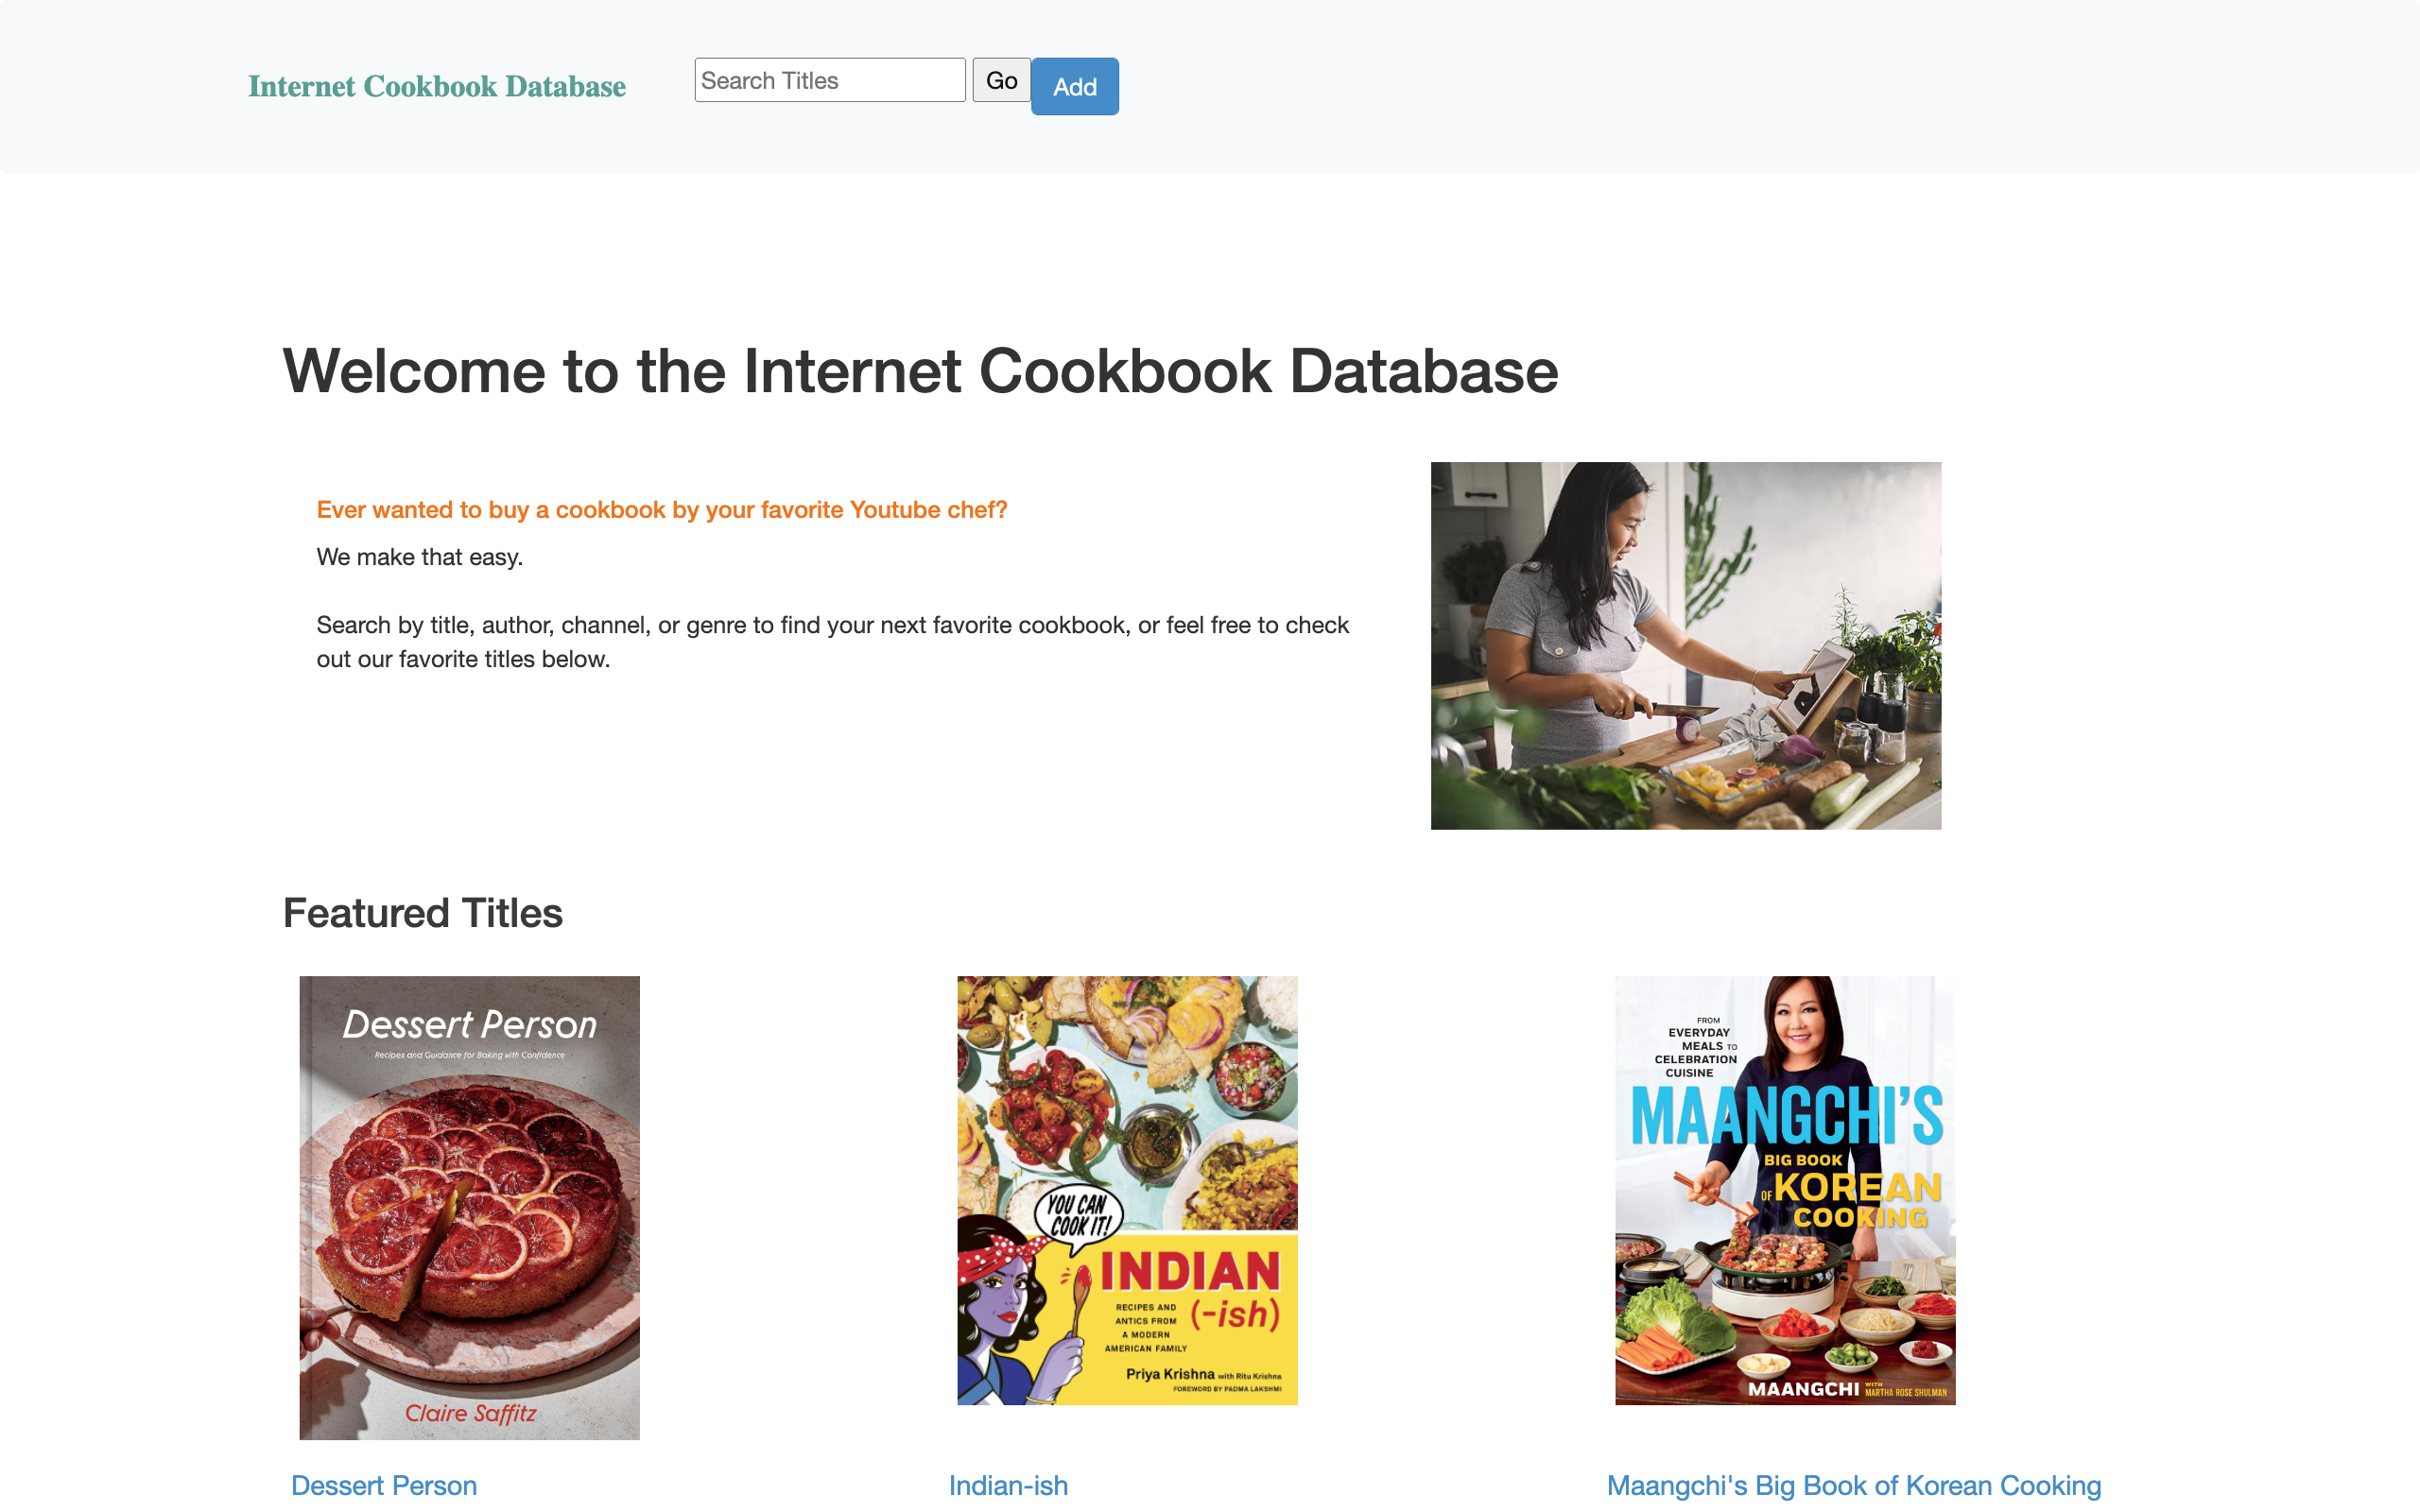 Internet Cookbook Database
Search Titles
Go
Add
Welcome to the Internet Cookbook Database
Ever wanted to buy a cookbook by your favorite Youtube chef?
We make that easy.
Search by title, author, channel, or genre to find your next favorite cookbook, or feel free to check
out our favorite titles below.
Featured Titles
Dessert Person
Recipes and Guidance for Baking with Confidence
Claire Saffitz
YOU CAN
COOK IT!
INDIAN
(-ish)
RECIPES AND
ANTICS FROM
A MODERN
AMERICAN FAMILY
Priya Krishna with Ritu Krishna
FOREWORD BY PADMA LAKSHMI
FROM
EVERYDAY
MEALS TO
CELEBRATION
CUISINE
MAANGCHI'S
BIG BOOK
OF KOREAN
COOKING
MAANGCHI WITH MARTHA ROSE SHULMAN
Dessert Person
Indian-ish
Maangchi's Big Book of Korean Cooking